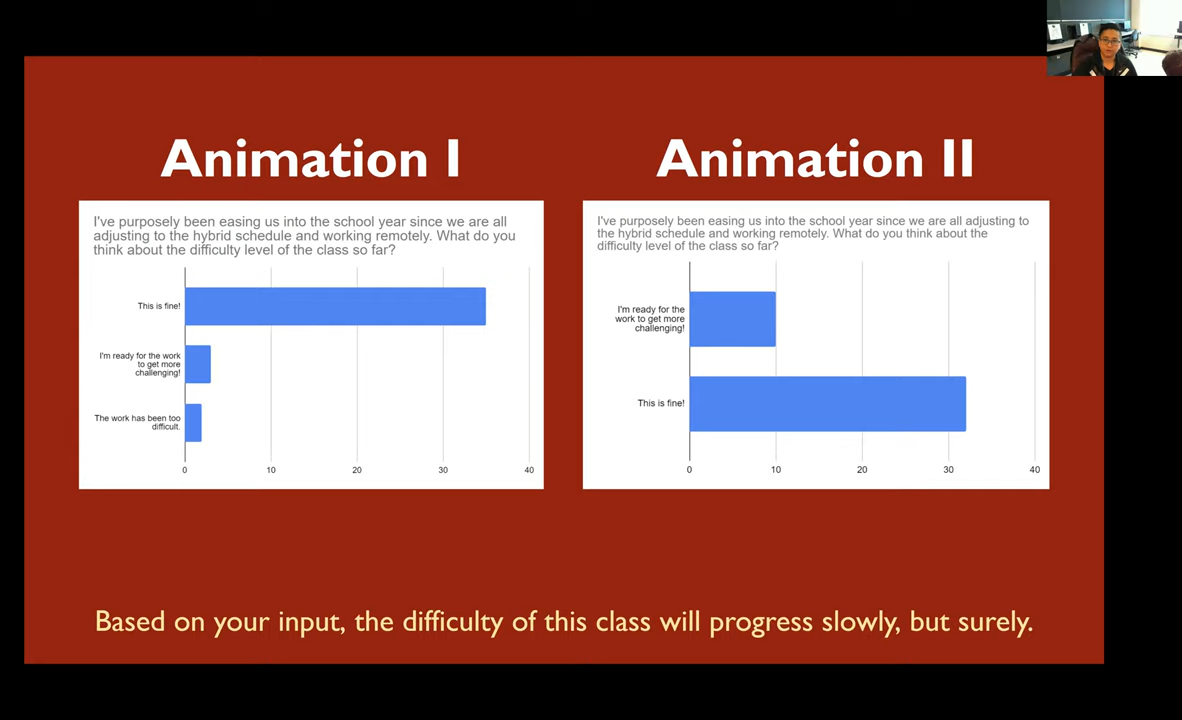 Animation I
I've purposely been easing us into the school year since we are all
adjusting to the hybrid schedule and working remotely. What do you
think about the difficulty level of the class so far?
This is fine!
I'm ready for the work
to get more
challenging!
The work has been too
difficult.
0 10 20 30 40
Animation II
I've purposely been easing us into the school year since we are all adjusting to
the hybrid schedule and working remotely. What do you think about the
difficulty level of the class so far?
I'm ready for the
work to get more
challenging!
This is fine!
0 10 20 30 40
Based on your input, the difficulty of this class will progress slowly, but surely.